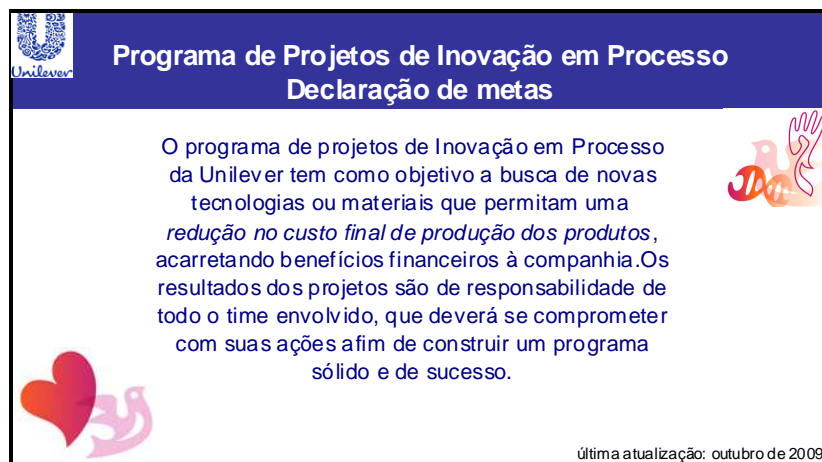 Unilever
Programa de Projetos de Inovação em Processo
Declaração de metas
O programa de projetos de Inovação em Processo
da Unilever tem como objetivo a busca de novas
tecnologias ou materiais que permitam uma
redução no custo final de produção dos produtos,
acarretando benefícios financeiros à companhia.Os
resultados dos projetos são de responsabilidade de
todo o time envolvido, que deverá se comprometer
com suas ações afim de construir um programa
sólido e de sucesso.
última atualização: outubro de 2009